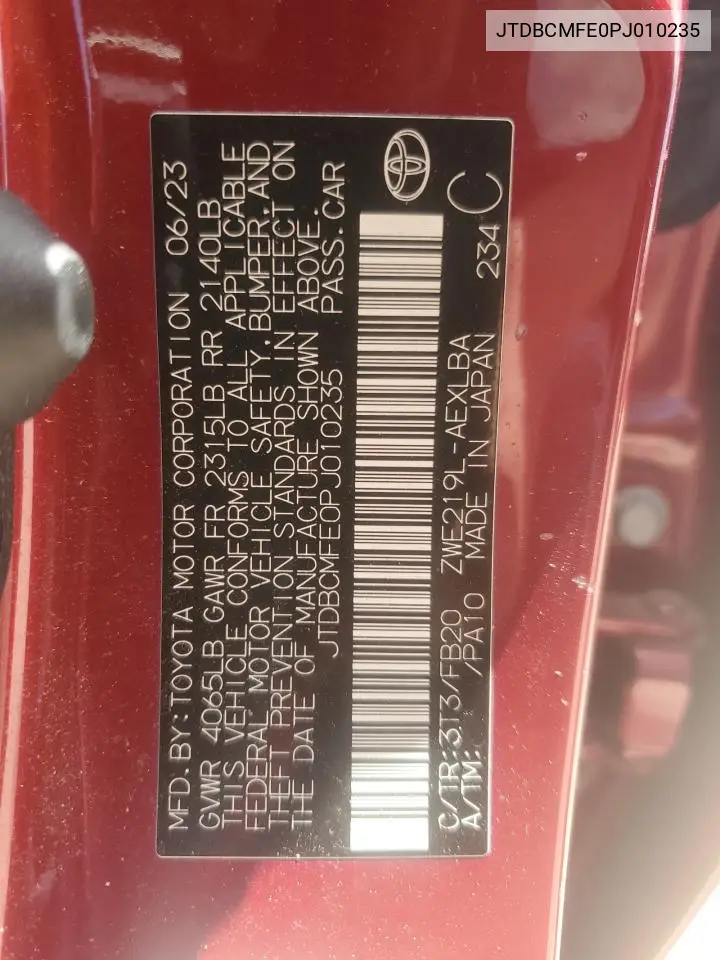 JTDBCMFE0PJ010235
MFD.BY:TOYOTA MOTOR CORPORATION 06/23
GVWR 4065LB GAWR FR 2315LB RR 2140LB
THIS VEHICLE CONFORMS TO ALL APPLICABLE
FEDERAL MOTOR VEHICLE SAFETY,BUMPER,AND
THEFT PREVENTION STANDARDS IN EFFECT ON
THE DATE OF MANUFACTURE SHOWN ABOVE.
JTDBCMFE0PJ010235 PASS.CAR
C/TR:3T3/FB20 ZWE219L-AEXLBA
A/TM: /PA10 MADE IN JAPAN 234 C